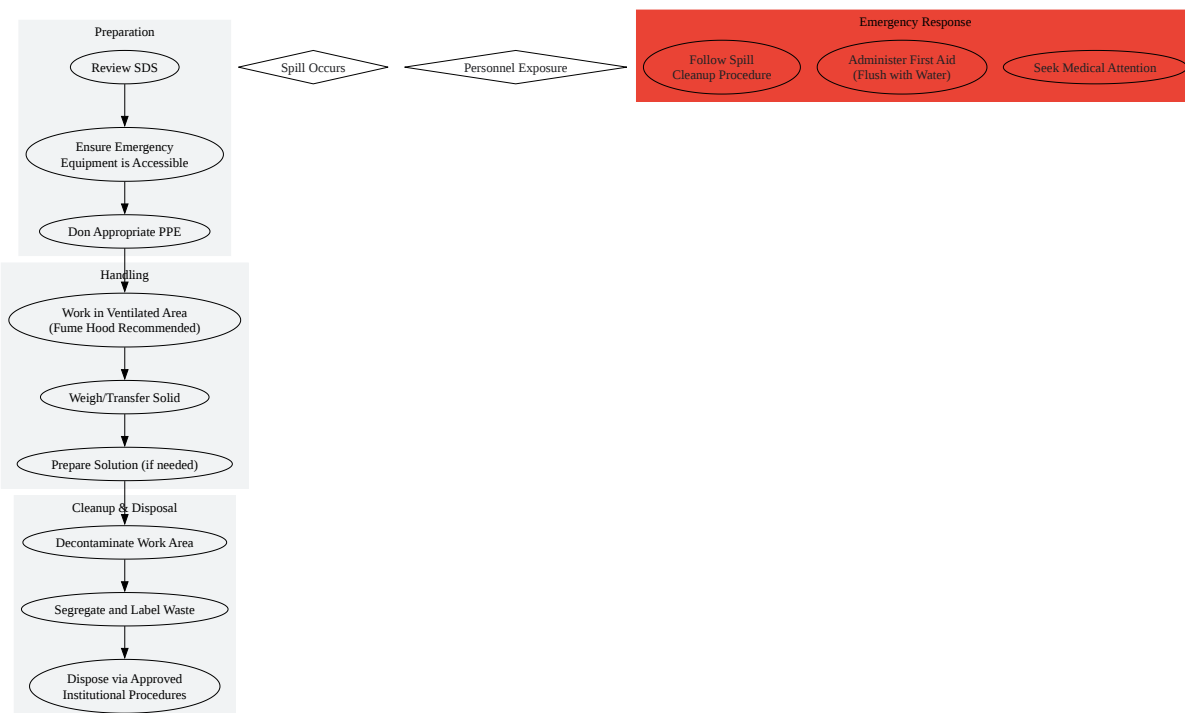 Preparation
Review SDS
Ensure Emergency
Equipment is Accessible
Don Appropriate PPE
Handling
Work in Ventilated Area
(Fume Hood Recommended)
Weigh/Transfer Solid
Prepare Solution (if needed)
Cleanup & Disposal
Decontaminate Work Area
Segregate and Label Waste
Dispose via Approved
Institutional Procedures
Spill Occurs
Personnel Exposure
Emergency Response
Follow Spill
Cleanup Procedure
Administer First Aid
(Flush with Water)
Seek Medical Attention